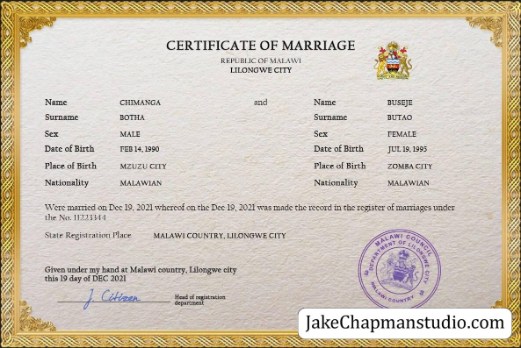 CERTIFICATE OF MARRIAGE
REPUBLIC OF MALAWI
LILONGWE CITY
Name CHIMANGA and Name BUSEJE
Surname BOTHA Surname BUTAO
Sex MALE Sex FEMALE
Date of Birth FEB 14, 1990 Date of Birth JUL 19, 1995
Place of Birth MZUZU CITY Place of Birth ZOMBA CITY
Nationality MALAWIAN Nationality MALAWIAN
Were married on Dec 19, 2021 whereof on the Dec 19, 2021 was made the record in the register of marriages under
the No. 11223344
State Registration Place MALAWI COUNTRY, LILONGWE CITY
Given under my hand at Malawi country, Lilongwe city
this 19 day of DEC 2021
J. Citizen
Head of registration
department
MALAWI COUNCIL
DEPARTMENT OF LILONGWE CITY
MALAWI COUNTRY
JakeChapmanstudio.com